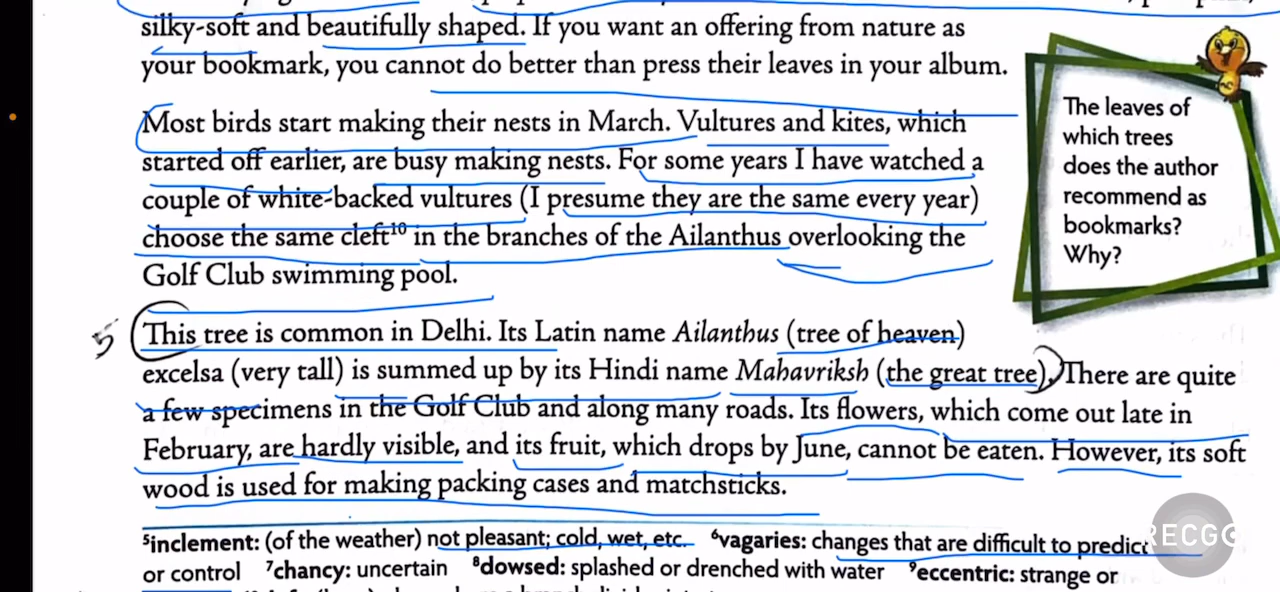 silky-soft and beautifully shaped. If you want an offering from nature as
your bookmark, you cannot do better than press their leaves in your album.
Most birds start making their nests in March. Vultures and kites, which
started off earlier, are busy making nests. For some years I have watched a
couple of white-backed vultures (I presume they are the same every year)
choose the same cleft¹⁰ in the branches of the Ailanthus overlooking the
Golf Club swimming pool.
The leaves of
which trees
does the author
recommend as
bookmarks?
Why?
5
This tree is common in Delhi. Its Latin name Ailanthus (tree of heaven)
excelsa (very tall) is summed up by its Hindi name Mahavriksh (the great tree). There are quite
a few specimens in the Golf Club and along many roads. Its flowers, which come out late in
February, are hardly visible, and its fruit, which drops by June, cannot be eaten. However, its soft
wood is used for making packing cases and matchsticks.
⁵inclement: (of the weather) not pleasant; cold, wet, etc. ⁶vagaries: changes that are difficult to predict
or control ⁷chancy: uncertain ⁸dowsed: splashed or drenched with water ⁹eccentric: strange or
RECGO